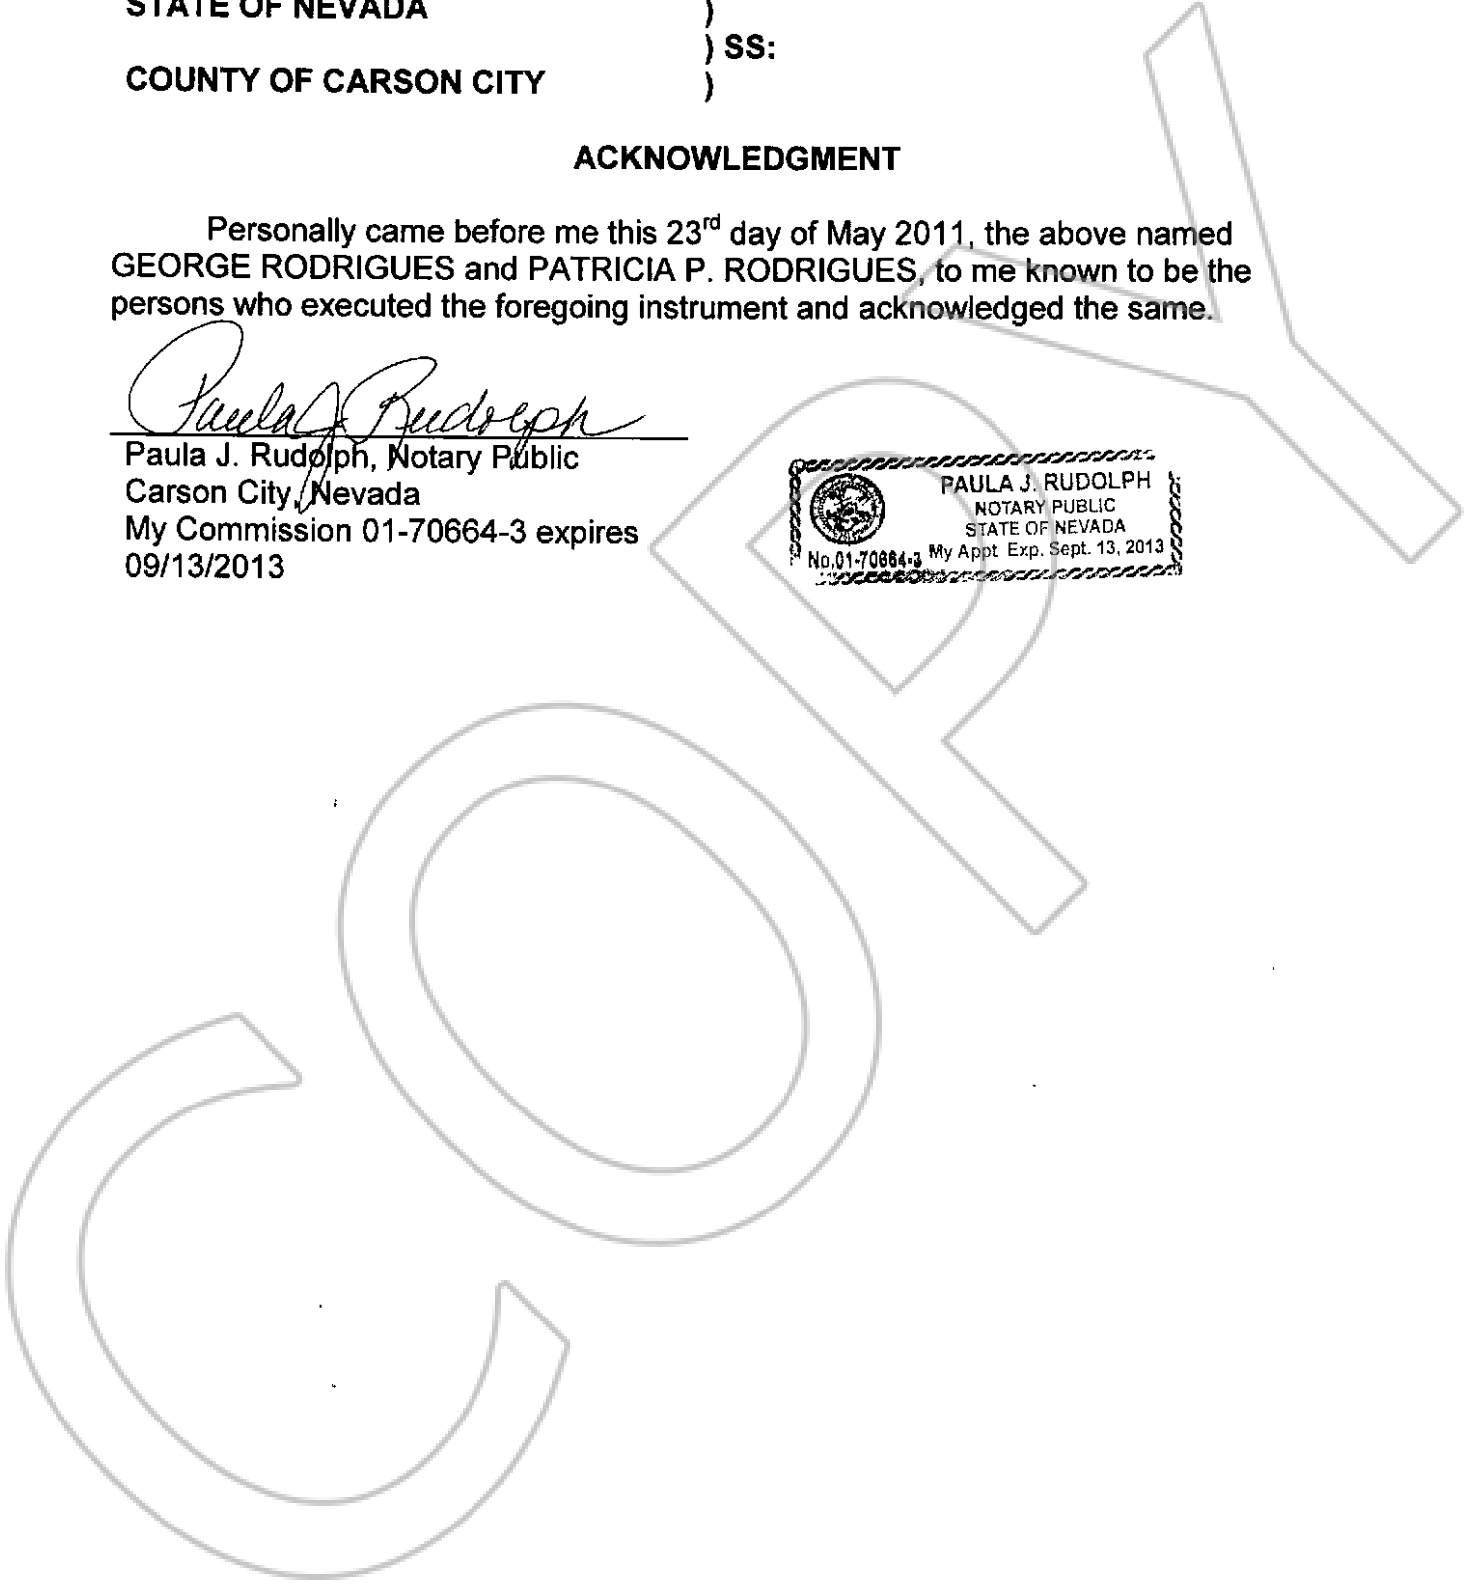 STATE OF NEVADA )
) SS:
COUNTY OF CARSON CITY )
ACKNOWLEDGMENT
Personally came before me this 23rd day of May 2011, the above named
GEORGE RODRIGUES and PATRICIA P. RODRIGUES, to me known to be the
persons who executed the foregoing instrument and acknowledged the same.
Paula J. Rudolph
Paula J. Rudolph, Notary Public
Carson City, Nevada
My Commission 01-70664-3 expires
09/13/2013
PAULA J. RUDOLPH
NOTARY PUBLIC
STATE OF NEVADA
No.01-70664-3 My Appt. Exp. Sept. 13, 2013
COPY